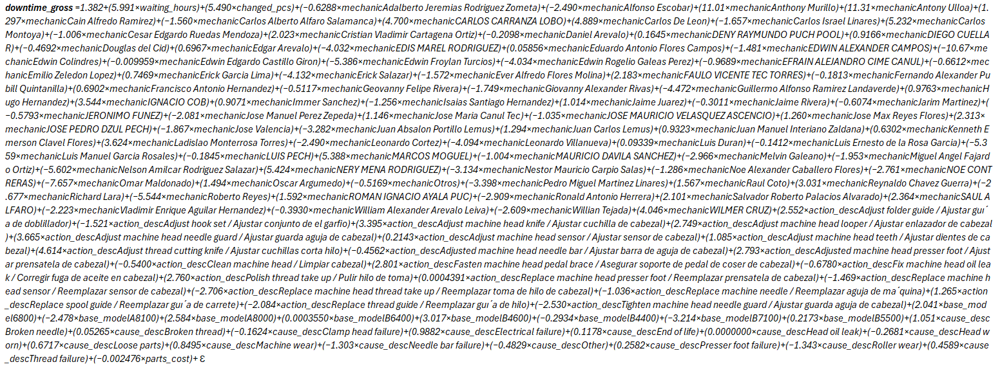 downtime_gross =1.382+(5.991×waiting_hours)+(5.490×changed_pcs)+(−0.6288×mechanicAdalberto Jeremias Rodriguez Zometa)+(−2.490×mechanicAlfonso Escobar)+(11.01×mechanicAnthony Murillo)+(11.31×mechanicAntony Ulloa)+(1.
297×mechanicCain Alfredo Ramirez)+(−1.560×mechanicCarlos Alberto Alfaro Salamanca)+(4.700×mechanicCARLOS CARRANZA LOBO)+(4.889×mechanicCarlos De Leon)+(−1.657×mechanicCarlos Israel Linares)+(5.232×mechanicCarlos
Montoya)+(−1.006×mechanicCesar Edgardo Ruedas Mendoza)+(2.023×mechanicCristian Vladimir Cartagena Ortiz)+(−0.2098×mechanicDaniel Arevalo)+(0.1645×mechanicDENY RAYMUNDO PUCH POOL)+(0.9166×mechanicDIEGO CUELLA
R)+(−0.4692×mechanicDouglas del Cid)+(0.6967×mechanicEdgar Arevalo)+(−4.032×mechanicEDIS MAREL RODRIGUEZ)+(0.05856×mechanicEduardo Antonio Flores Campos)+(−1.481×mechanicEDWIN ALEXANDER CAMPOS)+(−10.67×me
chanicEdwin Colindres)+(−0.009959×mechanicEdwin Edgardo Castillo Giron)+(−5.386×mechanicEdwin Froylan Turcios)+(−4.034×mechanicEdwin Rogelio Galeas Perez)+(−0.9689×mechanicEFRAIN ALEJANDRO CIME CANUL)+(−0.6612×mec
hanicEmilio Zeledon Lopez)+(0.7469×mechanicErick Garcia Lima)+(−4.132×mechanicErick Salazar)+(−1.572×mechanicEver Alfredo Flores Molina)+(2.183×mechanicFAULO VICENTE TEC TORRES)+(−0.1813×mechanicFernando Alexander Pu
bill Quintanilla)+(0.6902×mechanicFrancisco Antonio Hernandez)+(−0.5117×mechanicGeovanny Felipe Rivera)+(−1.749×mechanicGiovanny Alexander Rivas)+(−4.472×mechanicGuillermo Alfonso Ramirez Landaverde)+(0.9763×mechanicH
ugo Hernandez)+(3.544×mechanicIGNACIO COB)+(0.9071×mechanicImmer Sanchez)+(−1.256×mechanicIsaias Santiago Hernandez)+(1.014×mechanicJaime Juarez)+(−0.3011×mechanicJaime Rivera)+(−0.6074×mechanicJarim Martinez)+(
−0.5793×mechanicJERONIMO FUNEZ)+(−2.081×mechanicJose Manuel Perez Zepeda)+(1.146×mechanicJose Maria Canul Tec)+(−1.035×mechanicJOSE MAURICIO VELASQUEZ ASCENCIO)+(1.260×mechanicJose Max Reyes Flores)+(2.313×
mechanicJOSE PEDRO DZUL PECH)+(−1.867×mechanicJose Valencia)+(−3.282×mechanicJuan Absalon Portillo Lemus)+(1.294×mechanicJuan Carlos Lemus)+(0.9323×mechanicJuan Manuel Interiano Zaldana)+(0.6302×mechanicKenneth E
merson Clavel Flores)+(3.624×mechanicLadislao Monterrosa Torres)+(−2.490×mechanicLeonardo Cortez)+(−4.094×mechanicLeonardo Villanueva)+(0.09339×mechanicLuis Duran)+(−0.1412×mechanicLuis Ernesto de la Rosa Garcia)+(−5.3
59×mechanicLuis Manuel Garcia Rosales)+(−0.1845×mechanicLUIS PECH)+(5.388×mechanicMARCOS MOGUEL)+(−1.004×mechanicMAURICIO DAVILA SANCHEZ)+(−2.966×mechanicMelvin Galeano)+(−1.953×mechanicMiguel Angel Fajard
o Ortiz)+(−5.602×mechanicNelson Amilcar Rodriguez Salazar)+(5.424×mechanicNERY MENA RODRIGUEZ)+(−3.134×mechanicNestor Mauricio Carpio Salas)+(−1.286×mechanicNoe Alexander Caballero Flores)+(−2.761×mechanicNOE CONT
RERAS)+(−7.657×mechanicOmar Maldonado)+(1.494×mechanicOscar Argumedo)+(−0.5169×mechanicOtros)+(−3.398×mechanicPedro Miguel Martinez Linares)+(1.567×mechanicRaul Coto)+(3.031×mechanicReynaldo Chavez Guerra)+(−2
.677×mechanicRichard Lara)+(−5.544×mechanicRoberto Reyes)+(1.592×mechanicROMAN IGNACIO AYALA PUC)+(−2.909×mechanicRonald Antonio Herrera)+(2.101×mechanicSalvador Roberto Palacios Alvarado)+(2.364×mechanicSAUL A
LFARO)+(−2.223×mechanicVladimir Enrique Aguilar Hernandez)+(−0.3930×mechanicWilliam Alexander Arevalo Leiva)+(−2.609×mechanicWillian Tejada)+(4.046×mechanicWILMER CRUZ)+(2.552×action_descAdjust folder guide / Ajustar gui´
a de doblillador)+(−1.521×action_descAdjust hook set / Ajustar conjunto de el garfio)+(3.395×action_descAdjust machine head knife / Ajustar cuchilla de cabezal)+(2.749×action_descAdjust machine head looper / Ajustar enlazador de cabezal
)+(3.665×action_descAdjust machine head needle guard / Ajustar guarda aguja de cabezal)+(0.2143×action_descAdjust machine head sensor / Ajustar sensor de cabezal)+(1.085×action_descAdjust machine head teeth / Ajustar dientes de ca
bezal)+(4.614×action_descAdjust thread cutting knife / Ajustar cuchillas corta hilo)+(−0.4562×action_descAdjusted machine head needle bar / Ajustar barra de aguja de cabezal)+(2.793×action_descAdjusted machine head presser foot / Ajust
ar prensatela de cabezal)+(−0.5400×action_descClean machine head / Limpiar cabezal)+(2.801×action_descFasten machine head pedal brace / Asegurar soporte de pedal de coser de cabezal)+(−0.6780×action_descFix machine head oil lea
k / Corregir fuga de aceite en cabezal)+(2.760×action_descPolish thread take up / Pulir hilo de toma)+(0.0004391×action_descReplace machine head presser foot / Reemplazar prensatela de cabezal)+(−1.469×action_descReplace machine h
ead sensor / Reemplazar sensor de cabezal)+(−2.706×action_descReplace machine head thread take up / Reemplazar toma de hilo de cabezal)+(−1.036×action_descReplace machine needle / Reemplazar aguja de ma´quina)+(1.265×action
_descReplace spool guide / Reemplazar gui´a de carrete)+(−2.084×action_descReplace thread guide / Reemplazar gui´a de hilo)+(−2.530×action_descTighten machine head needle guard / Ajustar guarda aguja de cabezal)+(2.041×base_mod
el6800)+(−2.478×base_modelA8100)+(2.584×base_modelA8000)+(0.0003550×base_modelB6400)+(3.017×base_modelB4600)+(−0.2934×base_modelB4400)+(−3.214×base_modelB7100)+(0.2173×base_modelB5500)+(1.051×cause_desc
Broken needle)+(0.05265×cause_descBroken thread)+(−0.1624×cause_descClamp head failure)+(0.9882×cause_descElectrical failure)+(0.1178×cause_descEnd of life)+(0.0000000×cause_descHead oil leak)+(−0.2681×cause_descHead w
orn)+(0.6717×cause_descLoose parts)+(0.8495×cause_descMachine wear)+(−1.303×cause_descNeedle bar failure)+(−0.4829×cause_descOther)+(0.2582×cause_descPresser foot failure)+(−1.343×cause_descRoller wear)+(0.4589×cause
_descThread failure)+(−0.002476×parts_cost)+ ℇ